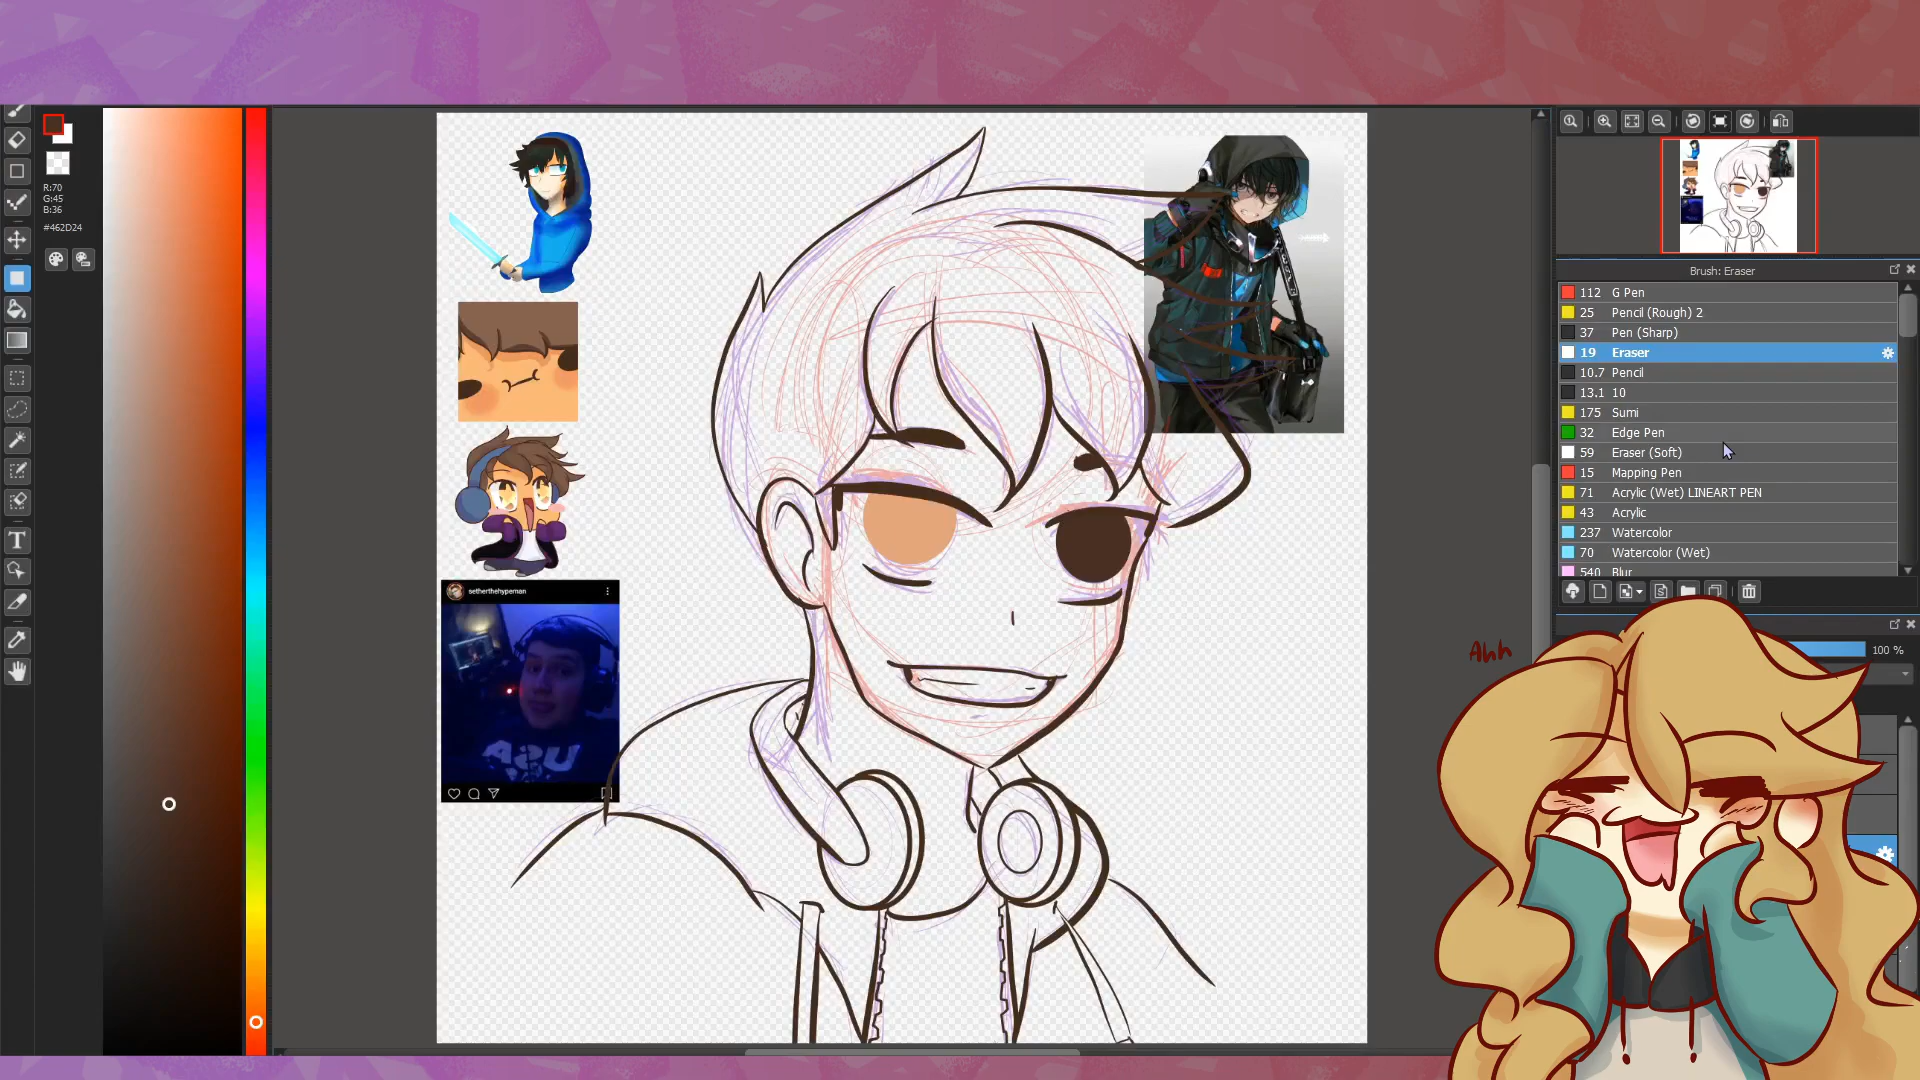 R:70
G:45
B:36
#462D24
T
setherthehypeman
Brush: Eraser
112 G Pen
25 Pencil (Rough) 2
37 Pen (Sharp)
19 Eraser
10.7 Pencil
13.1 10
175 Sumi
32 Edge Pen
59 Eraser (Soft)
15 Mapping Pen
71 Acrylic (Wet) LINEART PEN
43 Acrylic
237 Watercolor
70 Watercolor (Wet)
540 Blur
100 %
Ahh